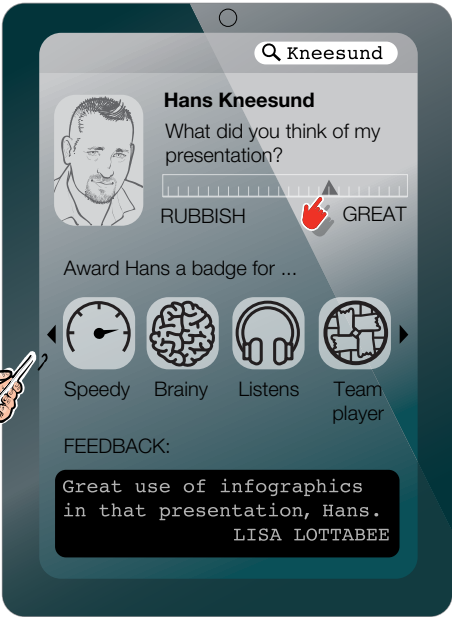 Kneesund
Hans Kneesund
What did you think of my
presentation?
RUBBISH
GREAT
Award Hans a badge for ...
Speedy
Brainy
Listens
Team
player
FEEDBACK:
Great use of infographics
in that presentation, Hans.
LISA LOTTABEE